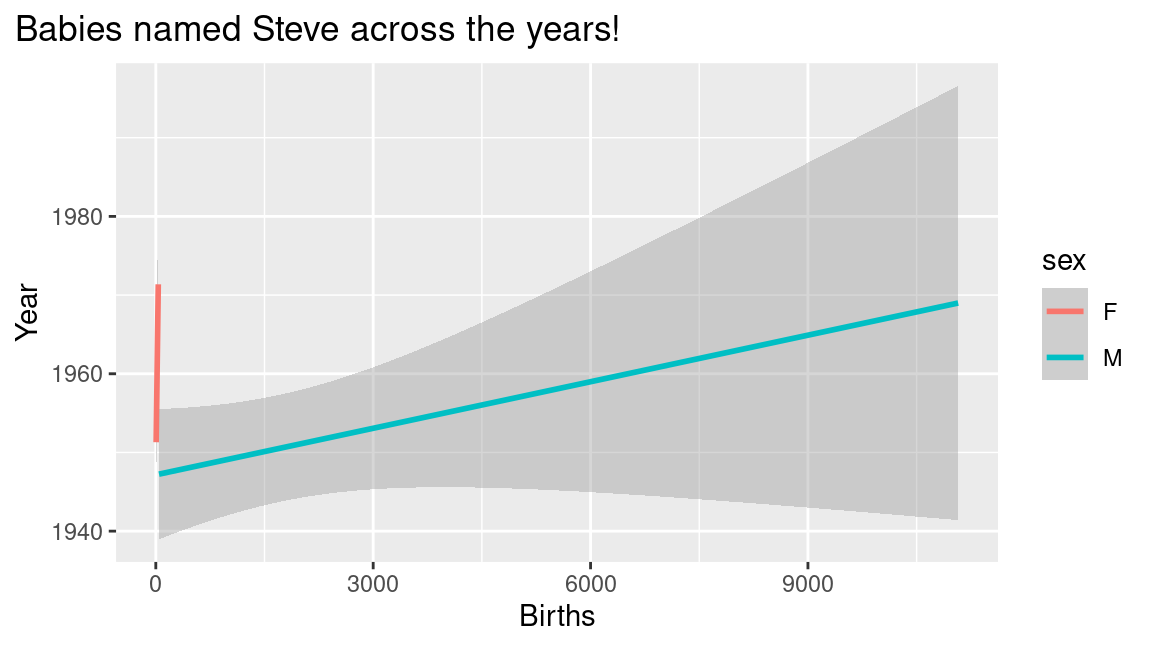 Babies named Steve across the years!
Year
1980
1960
1940
0 3000 6000 9000
Births
sex
F
M